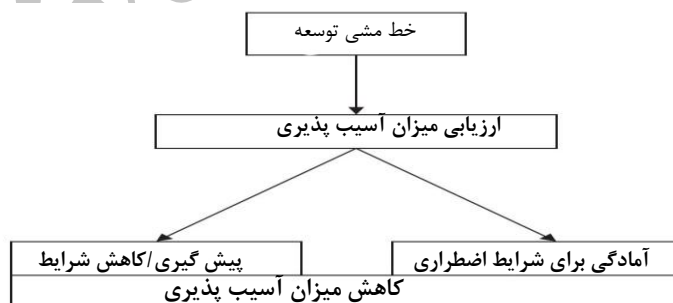 خط مشی توسعه
ارزیابی میزان آسیب پذیری
آمادگی برای شرایط اضطراری
پیش گیری/کاهش شرایط
کاهش میزان آسیب پذیری